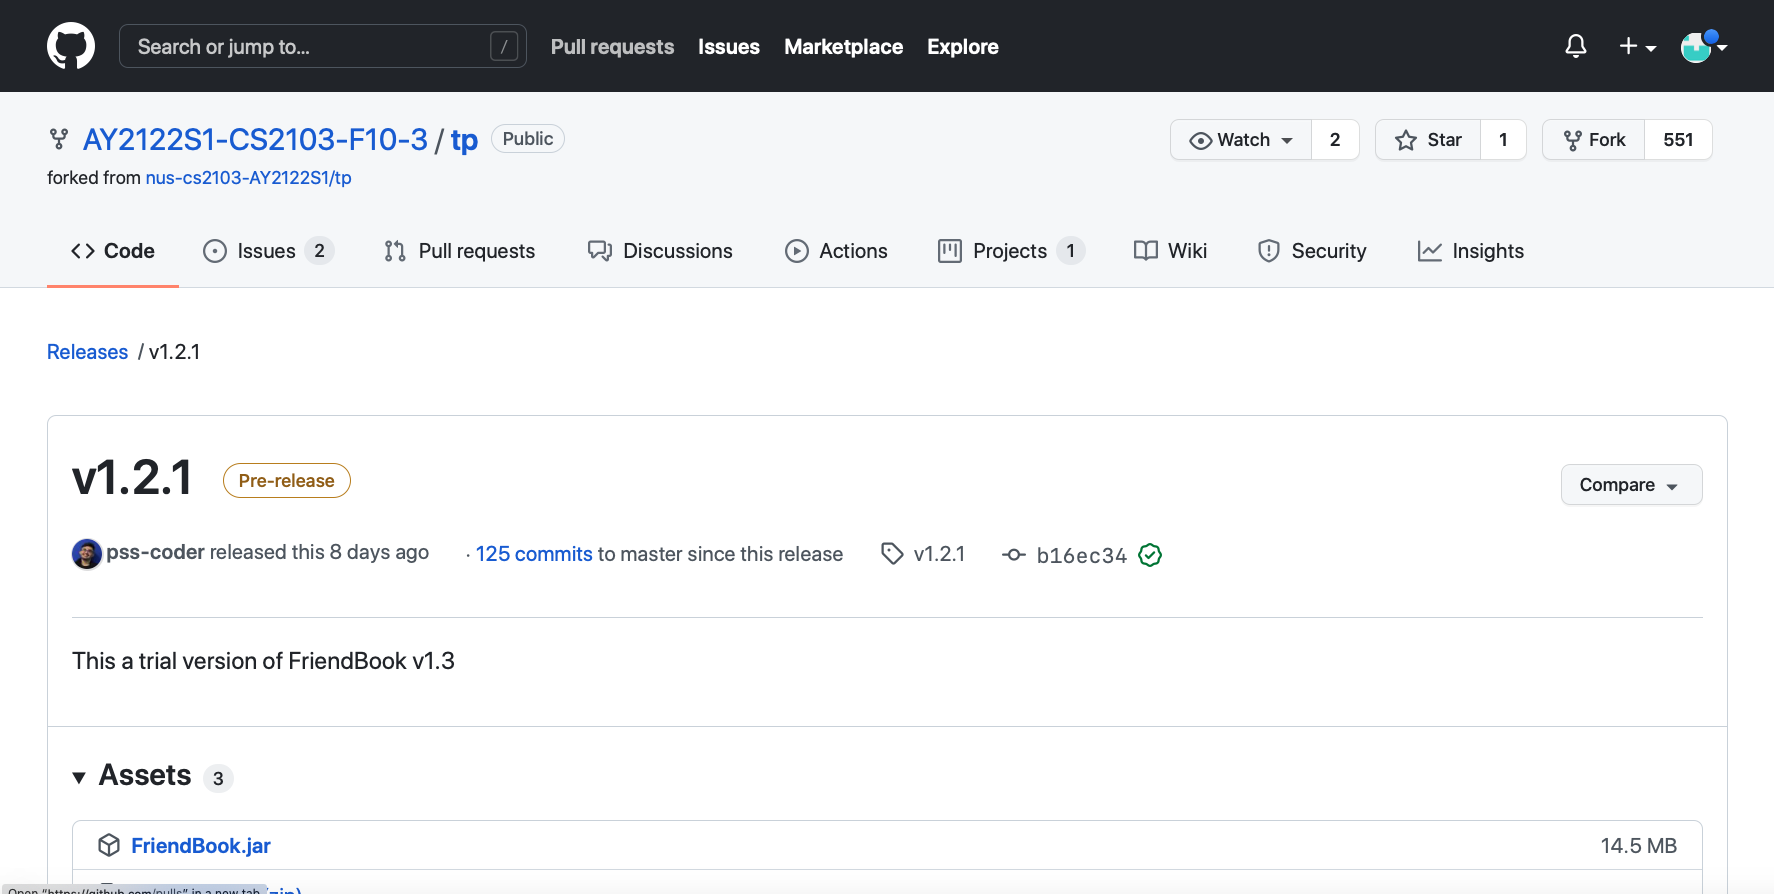 Search or jump to... / Pull requests Issues Marketplace Explore
AY2122S1-CS2103-F10-3 / tp Public Watch 2 Star 1 Fork 551
forked from nus-cs2103-AY2122S1/tp
Code Issues 2 Pull requests Discussions Actions Projects 1 Wiki Security Insights
Releases / v1.2.1
v1.2.1 Pre-release Compare
pss-coder released this 8 days ago · 125 commits to master since this release v1.2.1 b16ec34
This a trial version of FriendBook v1.3
Assets 3
FriendBook.jar 14.5 MB
Open "https://github.com/pulls" in a new tab zip)